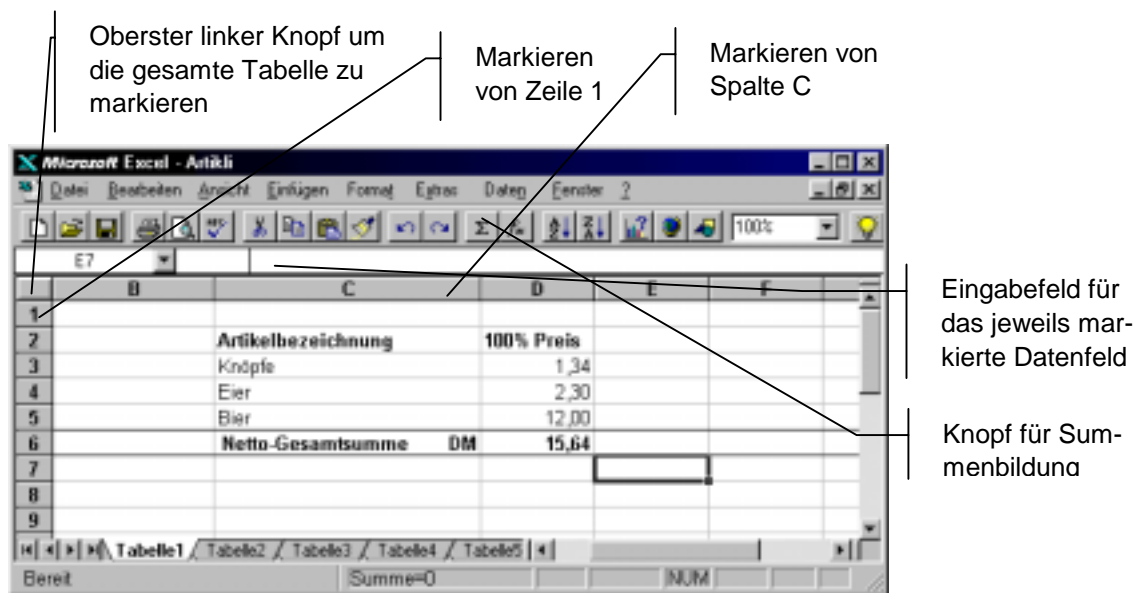 Oberster linker Knopf um
die gesamte Tabelle zu
markieren
Markieren
von Zeile 1
Markieren von
Spalte C
Microsoft Excel - Artikli
Datei Bearbeiten Ansicht Einfügen Format Extras Daten Fenster ?
100%
E7
B C D E F
1
2 Artikelbezeichnung 100% Preis
3 Knöpfe 1,34
4 Eier 2,30
5 Bier 12,00
6 Netto-Gesamtsumme DM 15,64
7
8
9
Tabelle1 Tabelle2 Tabelle3 Tabelle4 Tabelle5
Bereit Summe=0 NUM
Eingabefeld für
das jeweils mar-
kierte Datenfeld
Knopf für Sum-
menbildung